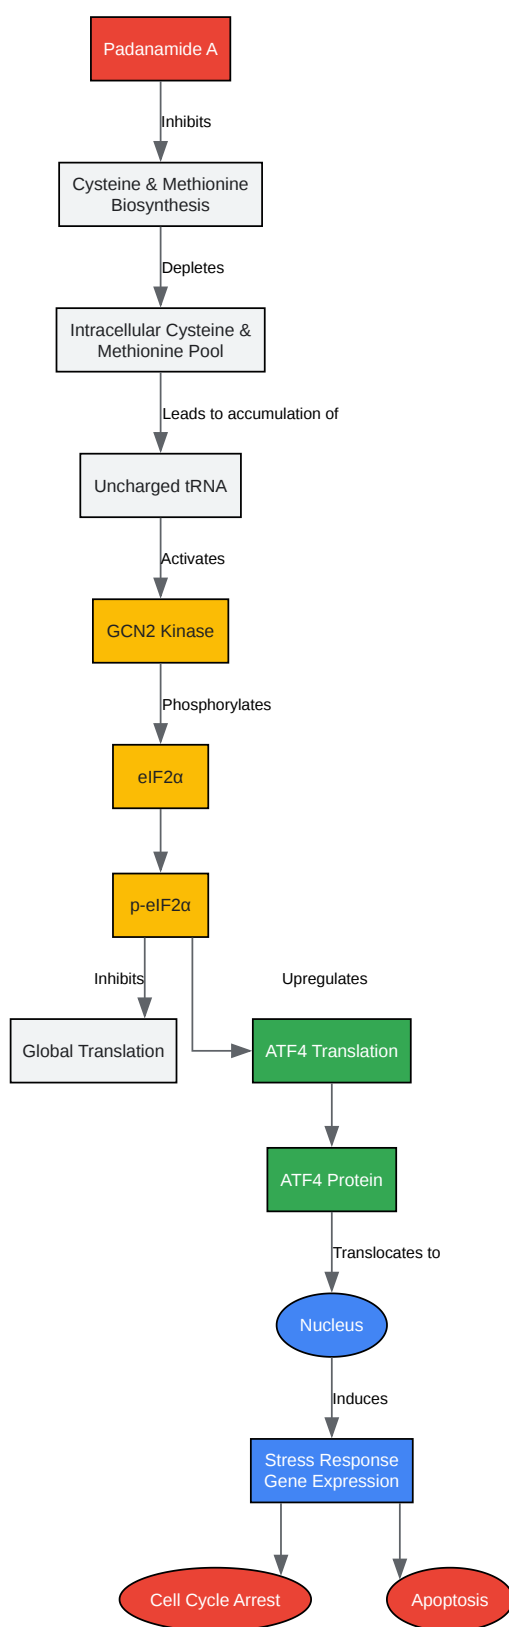 Padanamide A
Inhibits
Cysteine & Methionine
Biosynthesis
Depletes
Intracellular Cysteine &
Methionine Pool
Leads to accumulation of
Uncharged tRNA
Activates
GCN2 Kinase
Phosphorylates
eIF2α
p-eIF2α
Inhibits
Upregulates
Global Translation
ATF4 Translation
ATF4 Protein
Translocates to
Nucleus
Induces
Stress Response
Gene Expression
Cell Cycle Arrest
Apoptosis